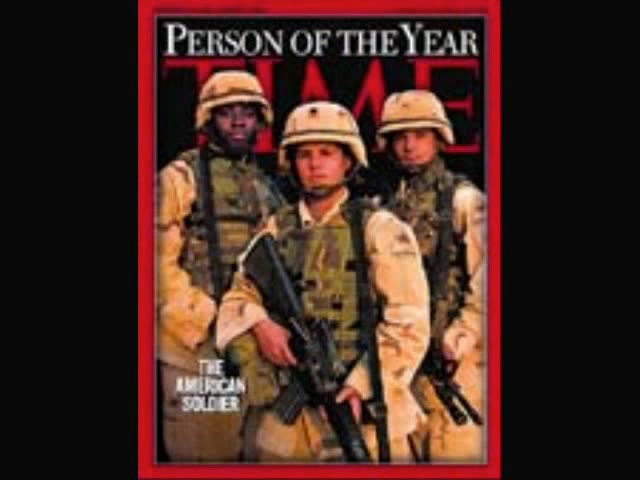 PERSON OF THE YEAR
TIME
THE
AMERICAN
SOLDIER